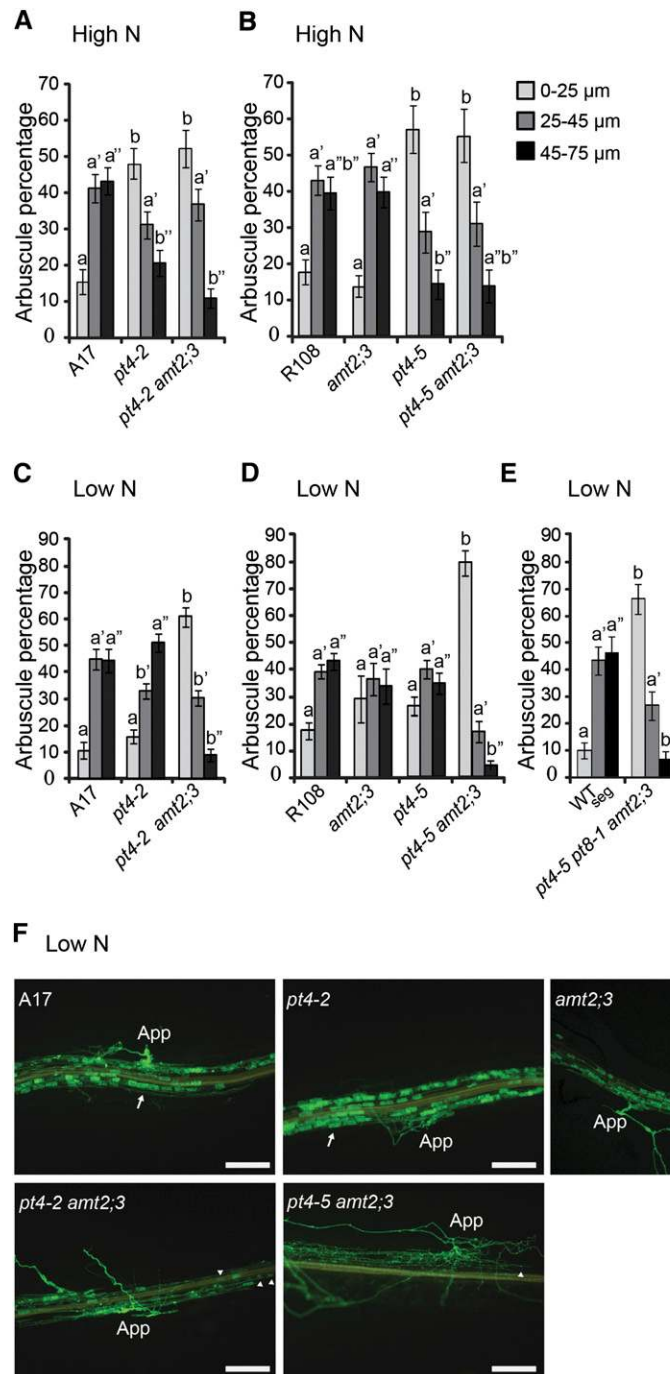 A High N
B High N
0-25 µm
25-45 µm
45-75 µm
Arbuscule percentage
70
60
50
40
30
20
10
0
a a' a'' b a' b'' b a' b''
A17 pt4-2 pt4-2 amt2;3
Arbuscule percentage
70
60
50
40
30
20
10
0
a a' a''b'' a a' a'' b a' b'' b a' a''b''
R108 amt2;3 pt4-5 pt4-5 amt2;3
C Low N
D Low N
E Low N
Arbuscule percentage
90
80
70
60
50
40
30
20
10
0
a a' a'' a b' a'' b b' b''
A17 pt4-2 pt4-2 amt2;3
Arbuscule percentage
90
80
70
60
50
40
30
20
10
0
a a' a'' a a' a'' a a' a'' b a' b''
R108 amt2;3 pt4-5 pt4-5 amt2;3
Arbuscule percentage
90
80
70
60
50
40
30
20
10
0
a a' a'' b a' b
WT seg pt4-5 pt8-1 amt2;3
F Low N
A17
App
pt4-2
App
amt2;3
App
pt4-2 amt2;3
App
pt4-5 amt2;3
App